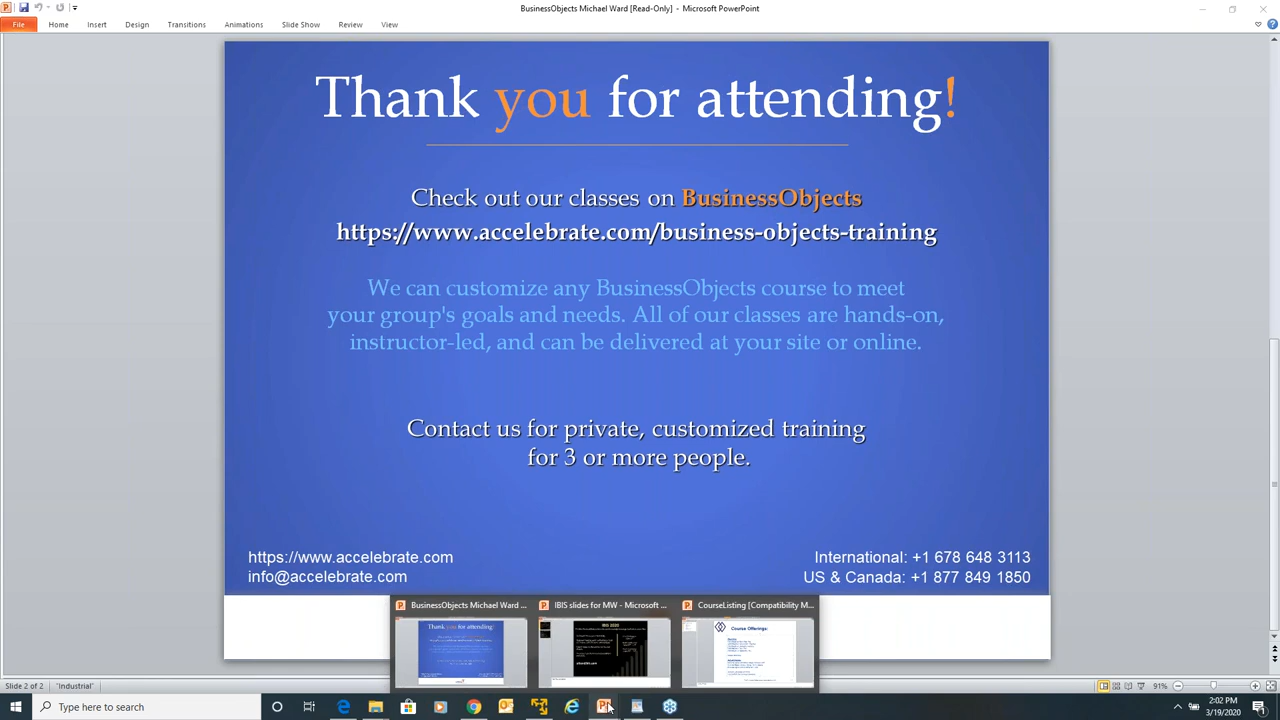 BusinessObjects Michael Ward [Read-Only] - Microsoft PowerPoint
File Home Insert Design Transitions Animations Slide Show Review View
Thank you for attending!
Check out our classes on BusinessObjects
https://www.accelebrate.com/business-objects-training
We can customize any BusinessObjects course to meet
your group's goals and needs. All of our classes are hands-on,
instructor-led, and can be delivered at your site or online.
Contact us for private, customized training
for 3 or more people.
https://www.accelebrate.com
info@accelebrate.com
International: +1 678 648 3113
US & Canada: +1 877 849 1850
BusinessObjects Michael Ward ...
IBIS slides for MW - Microsoft ...
CourseListing [Compatibility M...
Thank you for attending!
Course Offerings:
Slide 2 of 2
91%
Type here to search
2:02 PM
3/19/2020